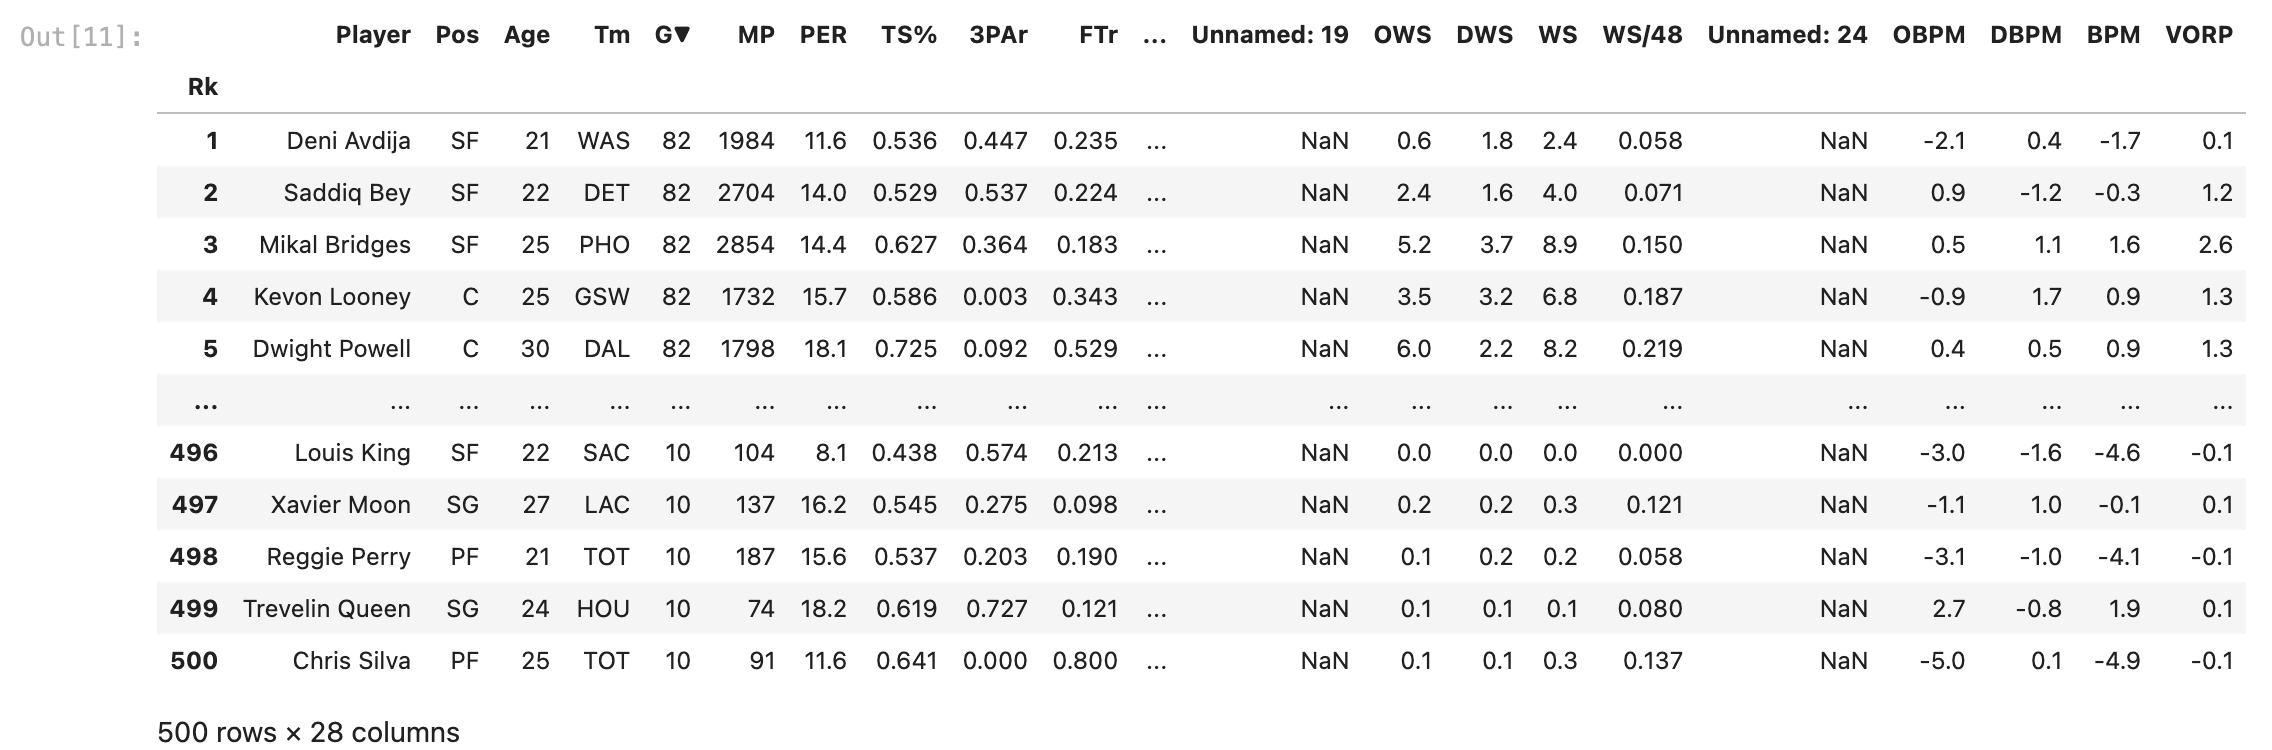 Out[11]:
Player Pos Age Tm G▼ MP PER TS% 3PAr FTr ... Unnamed: 19 OWS DWS WS WS/48 Unnamed: 24 OBPM DBPM BPM VORP
Rk
1 Deni Avdija SF 21 WAS 82 1984 11.6 0.536 0.447 0.235 ... NaN 0.6 1.8 2.4 0.058 NaN -2.1 0.4 -1.7 0.1
2 Saddiq Bey SF 22 DET 82 2704 14.0 0.529 0.537 0.224 ... NaN 2.4 1.6 4.0 0.071 NaN 0.9 -1.2 -0.3 1.2
3 Mikal Bridges SF 25 PHO 82 2854 14.4 0.627 0.364 0.183 ... NaN 5.2 3.7 8.9 0.150 NaN 0.5 1.1 1.6 2.6
4 Kevon Looney C 25 GSW 82 1732 15.7 0.586 0.003 0.343 ... NaN 3.5 3.2 6.8 0.187 NaN -0.9 1.7 0.9 1.3
5 Dwight Powell C 30 DAL 82 1798 18.1 0.725 0.092 0.529 ... NaN 6.0 2.2 8.2 0.219 NaN 0.4 0.5 0.9 1.3
... ... ... ... ... ... ... ... ... ... ... ... ... ... ... ... ... ... ... ... ... ...
496 Louis King SF 22 SAC 10 104 8.1 0.438 0.574 0.213 ... NaN 0.0 0.0 0.0 0.000 NaN -3.0 -1.6 -4.6 -0.1
497 Xavier Moon SG 27 LAC 10 137 16.2 0.545 0.275 0.098 ... NaN 0.2 0.2 0.3 0.121 NaN -1.1 1.0 -0.1 0.1
498 Reggie Perry PF 21 TOT 10 187 15.6 0.537 0.203 0.190 ... NaN 0.1 0.2 0.2 0.058 NaN -3.1 -1.0 -4.1 -0.1
499 Trevelin Queen SG 24 HOU 10 74 18.2 0.619 0.727 0.121 ... NaN 0.1 0.1 0.1 0.080 NaN 2.7 -0.8 1.9 0.1
500 Chris Silva PF 25 TOT 10 91 11.6 0.641 0.000 0.800 ... NaN 0.1 0.1 0.3 0.137 NaN -5.0 0.1 -4.9 -0.1
500 rows × 28 columns